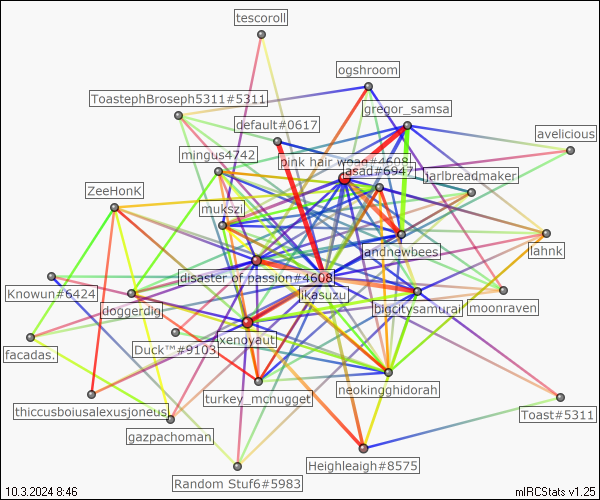 tescoroll
ogshroom
ToastephBroseph5311#5311
gregor_samsa
default#0617
avelicious
mingus4742
pink hair woag#4608
asad#6947
jarlbreadmaker
ZeeHonK
mukszi
landnewbees
lahnk
disaster of passion#4608
Knowun#6424
likasuzu
doggerdig
bigcitysamurai
moonraven
xenoyaut
facadas.
Duck™#9103
neokingghidorah
turkey_mcnugget
thiccusboiusalexusjoneus
Toast#5311
gazpachoman
Heighleaigh#8575
Random Stuf6#5983
10.3.2024 8:46
mIRCStats v1.25